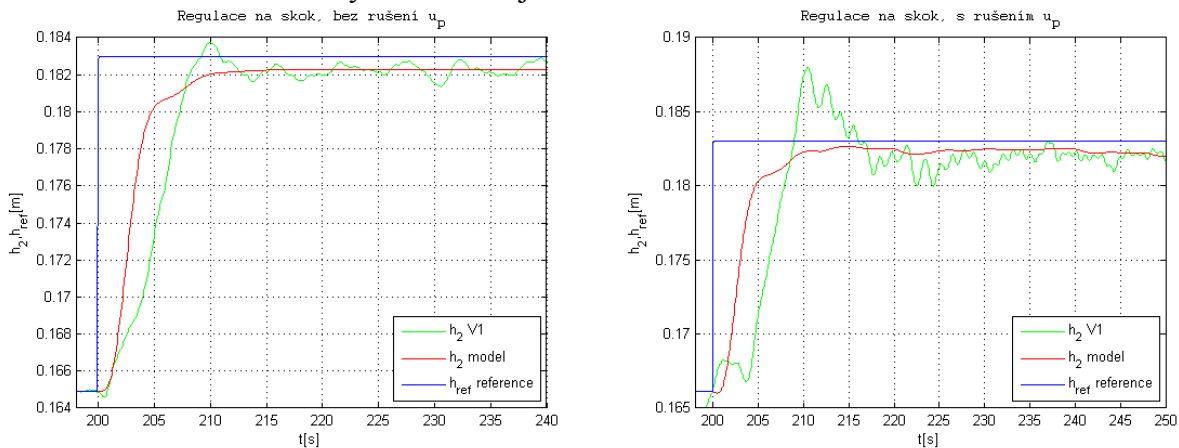 Regulace na skok, bez rušení u_p
0.184
0.182
0.18
0.178
0.176
0.174
0.172
0.17
0.168
0.166
0.164
h_2,h_ref[m]
200 205 210 215 220 225 230 235 240
t[s]
h_2 V1
h_2 model
h_ref reference
Regulace na skok, s rušením u_p
0.19
0.185
0.18
0.175
0.17
0.165
h_2,h_ref[m]
200 205 210 215 220 225 230 235 240 245 250
t[s]
h_2 V1
h_2 model
h_ref reference